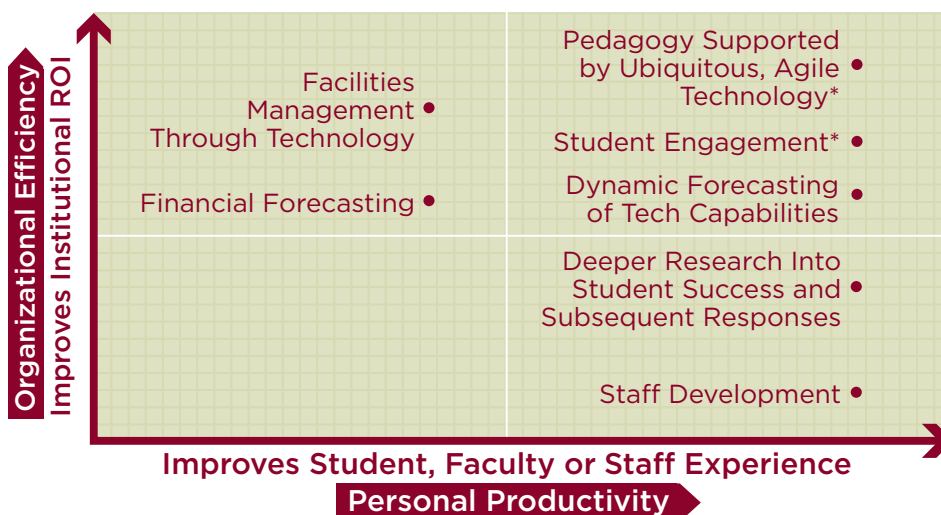 Organizational Efficiency
Improves Institutional ROI
Facilities
Management
Through Technology
Financial Forecasting
Pedagogy Supported
by Ubiquitous, Agile
Technology*
Student Engagement*
Dynamic Forecasting
of Tech Capabilities
Deeper Research Into
Student Success and
Subsequent Responses
Staff Development
Improves Student, Faculty or Staff Experience
Personal Productivity